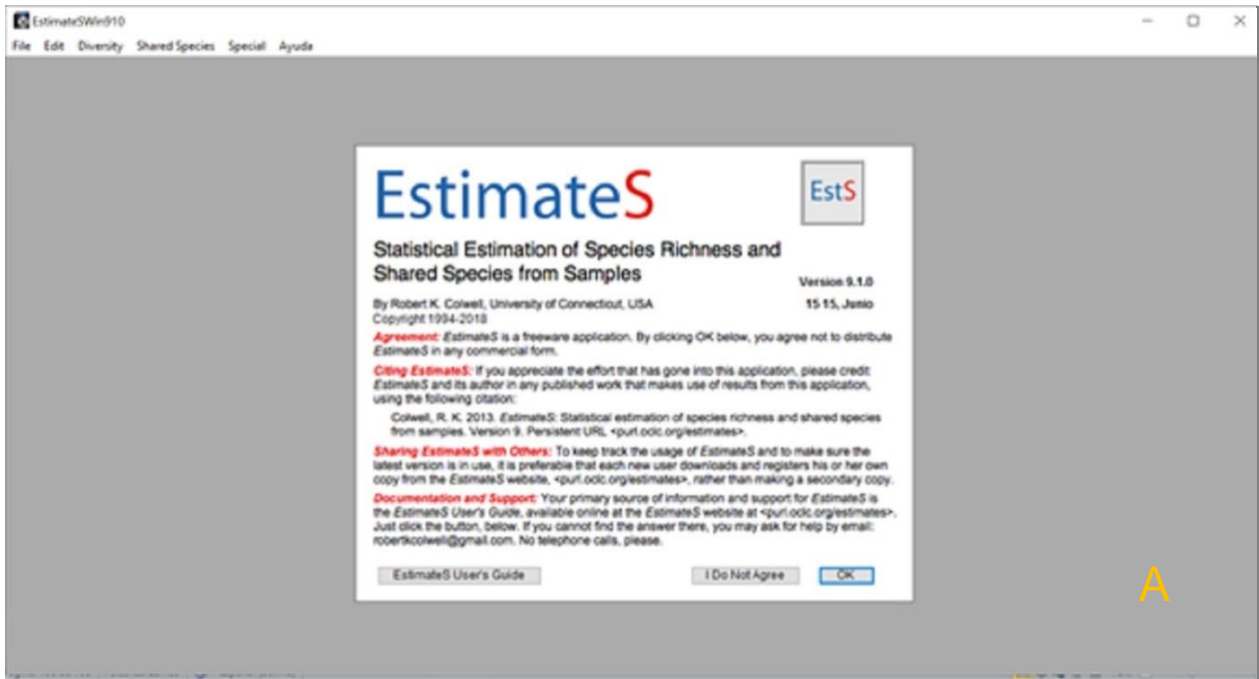 EstimateSWin910
File Edit Diversity Shared Species Special Ayuda
EstimateS
EstS
Statistical Estimation of Species Richness and
Shared Species from Samples
Version 9.1.0
By Robert K. Colwell, University of Connecticut, USA
15 15, Junio
Copyright 1994-2018
Agreement: EstimateS is a freeware application. By clicking OK below, you agree not to distribute
EstimateS in any commercial form.
Citing EstimateS: If you appreciate the effort that has gone into this application, please credit
EstimateS and its author in any published work that makes use of results from this application,
using the following citation:
Colwell, R. K. 2013. EstimateS: Statistical estimation of species richness and shared species
from samples. Version 9. Persistent URL <purl.oclc.org/estimates>.
Sharing EstimateS with Others: To keep track the usage of EstimateS and to make sure the
latest version is in use, it is preferable that each new user downloads and registers his or her own
copy from the EstimateS website, <purl.oclc.org/estimates>, rather than making a secondary copy.
Documentation and Support: Your primary source of information and support for EstimateS is
the EstimateS User's Guide, available online at the EstimateS website at <purl.oclc.org/estimates>.
Just click the button, below. If you cannot find the answer there, you may ask for help by email:
robertkcolwell@gmail.com. No telephone calls, please.
EstimateS User's Guide
I Do Not Agree
OK
A